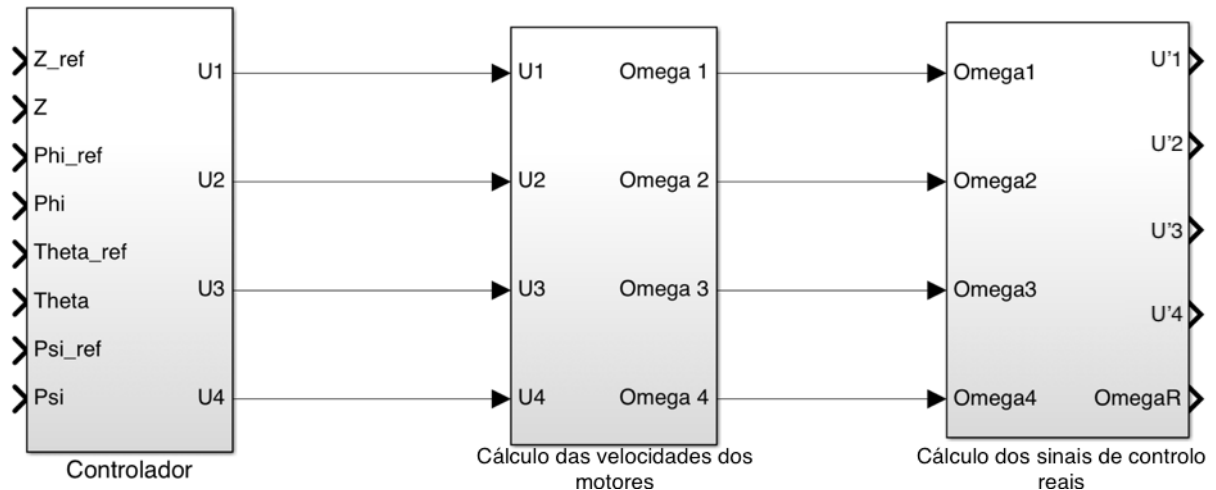 Z_ref
Z
Phi_ref
Phi
Theta_ref
Theta
Psi_ref
Psi
U1
U2
U3
U4
Controlador
U1
U2
U3
U4
Omega 1
Omega 2
Omega 3
Omega 4
Cálculo das velocidades dos
motores
Omega1
Omega2
Omega3
Omega4
U'1
U'2
U'3
U'4
OmegaR
Cálculo dos sinais de controlo
reais